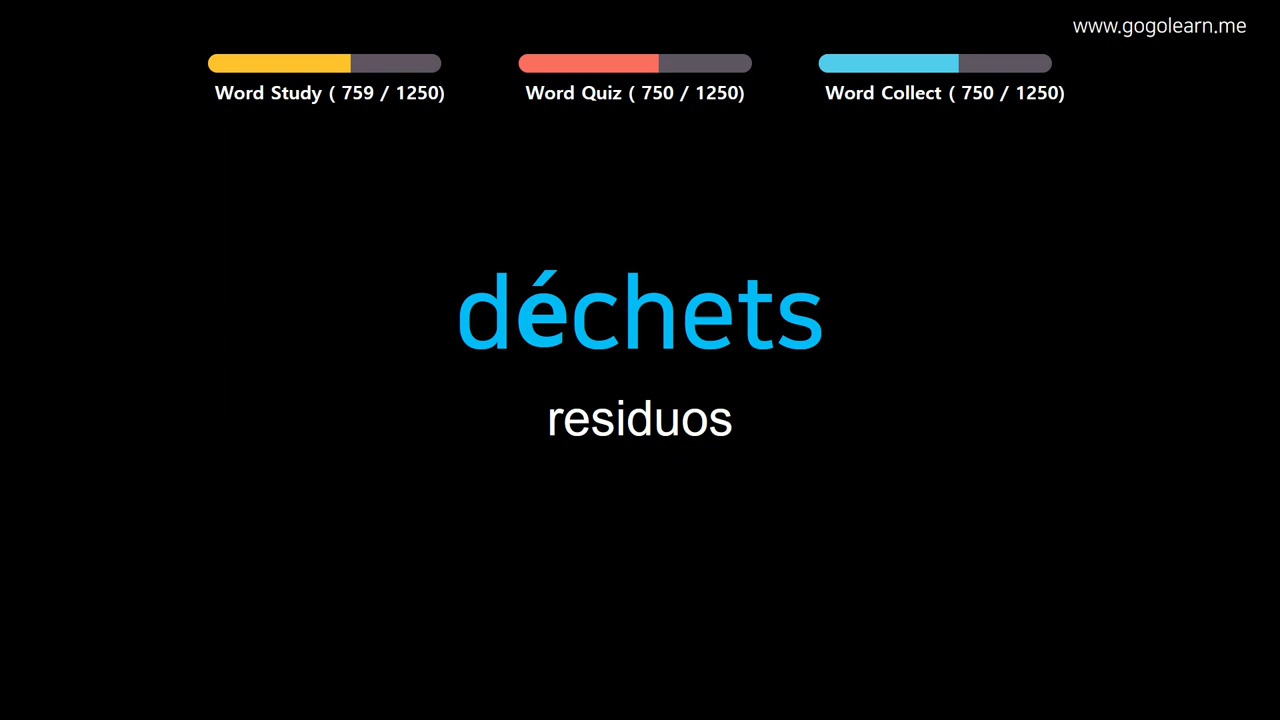 www.gogolearn.me
Word Study ( 759 / 1250)
Word Quiz ( 750 / 1250)
Word Collect ( 750 / 1250)
déchets
residuos